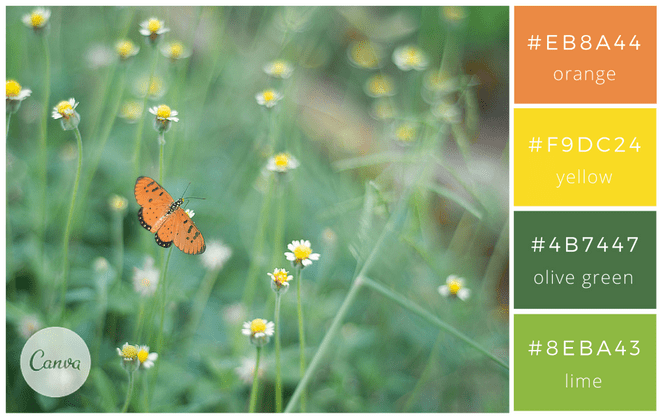 #EB8A44
orange
#F9DC24
yellow
#4B7447
olive green
#8EBA43
lime
Canva